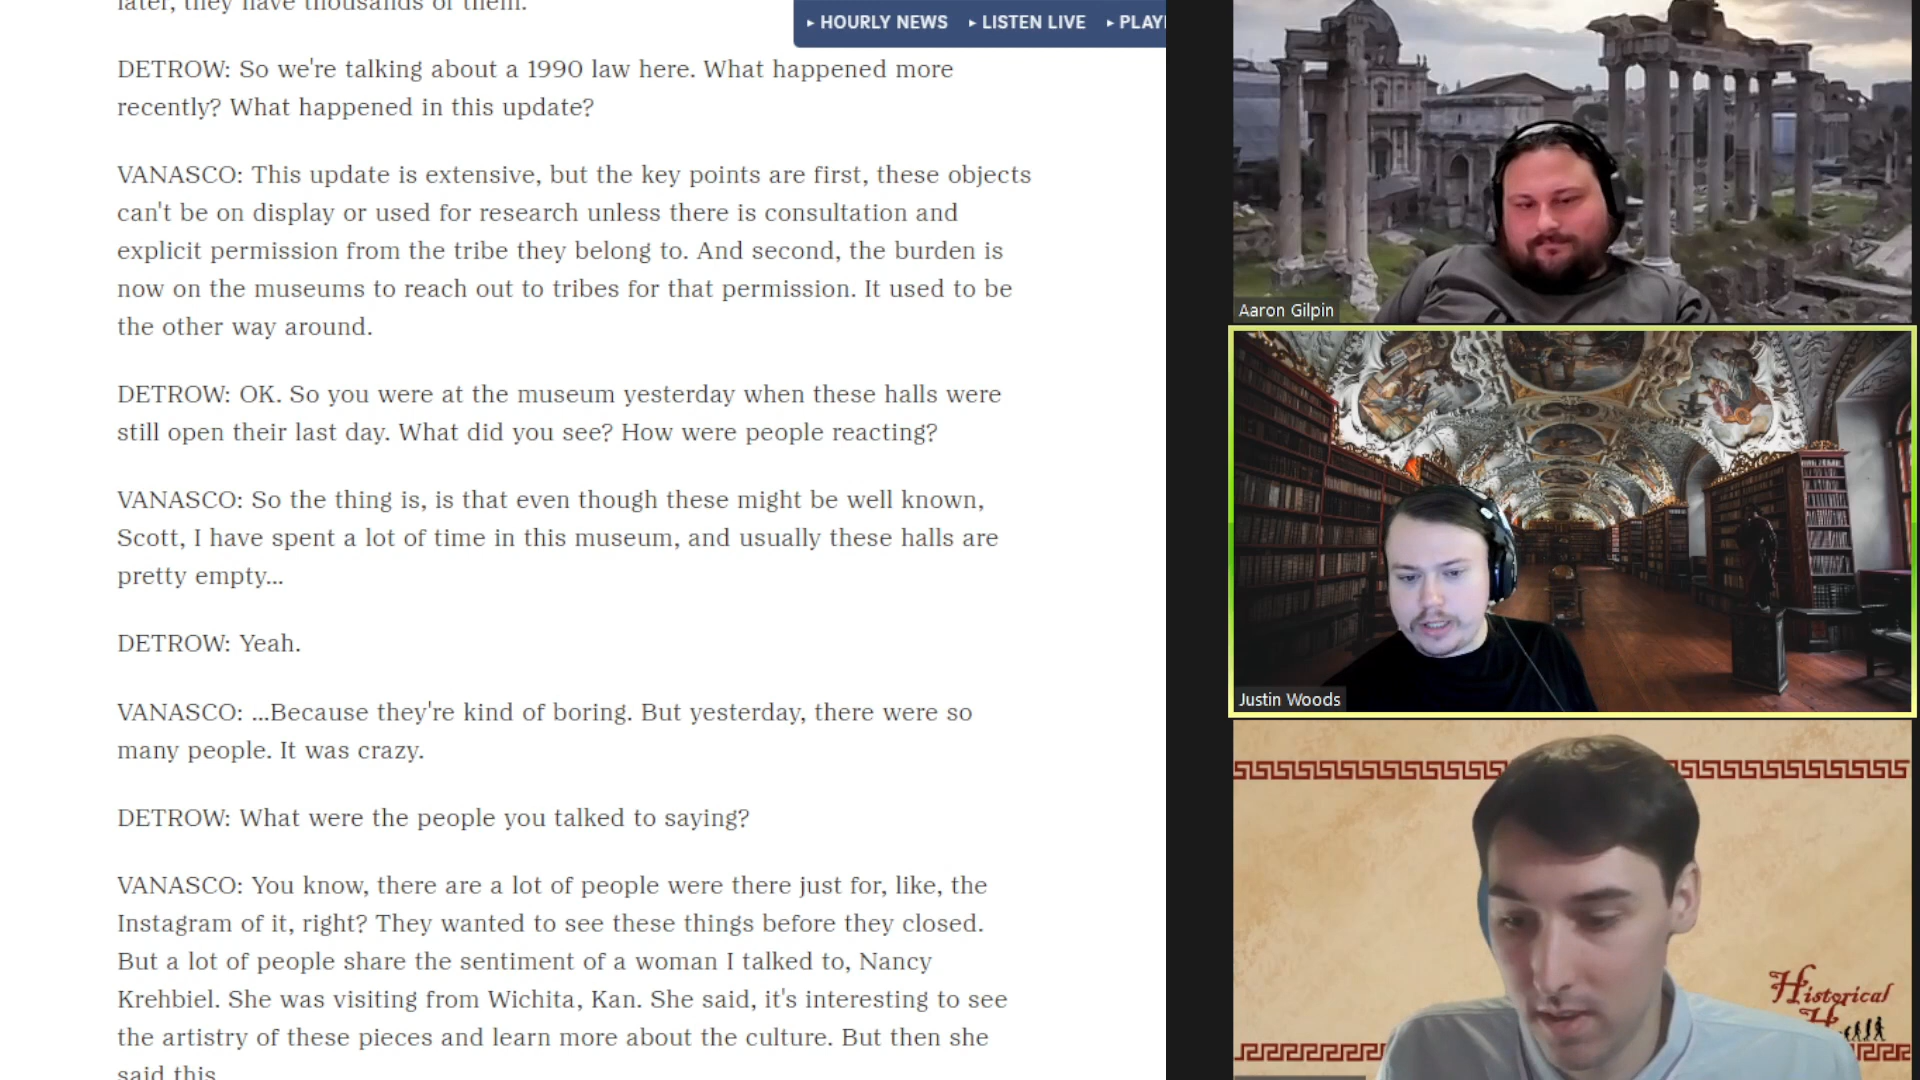 later, they have thousands of them.
▸ HOURLY NEWS ▸ LISTEN LIVE ▸ PLAY
DETROW: So we're talking about a 1990 law here. What happened more
recently? What happened in this update?
VANASCO: This update is extensive, but the key points are first, these objects
can't be on display or used for research unless there is consultation and
explicit permission from the tribe they belong to. And second, the burden is
now on the museums to reach out to tribes for that permission. It used to be
the other way around.
DETROW: OK. So you were at the museum yesterday when these halls were
still open their last day. What did you see? How were people reacting?
VANASCO: So the thing is, is that even though these might be well known,
Scott, I have spent a lot of time in this museum, and usually these halls are
pretty empty...
DETROW: Yeah.
VANASCO: ...Because they're kind of boring. But yesterday, there were so
many people. It was crazy.
DETROW: What were the people you talked to saying?
VANASCO: You know, there are a lot of people were there just for, like, the
Instagram of it, right? They wanted to see these things before they closed.
But a lot of people share the sentiment of a woman I talked to, Nancy
Krehbiel. She was visiting from Wichita, Kan. She said, it's interesting to see
the artistry of these pieces and learn more about the culture. But then she
said this
Aaron Gilpin
Justin Woods
Historical